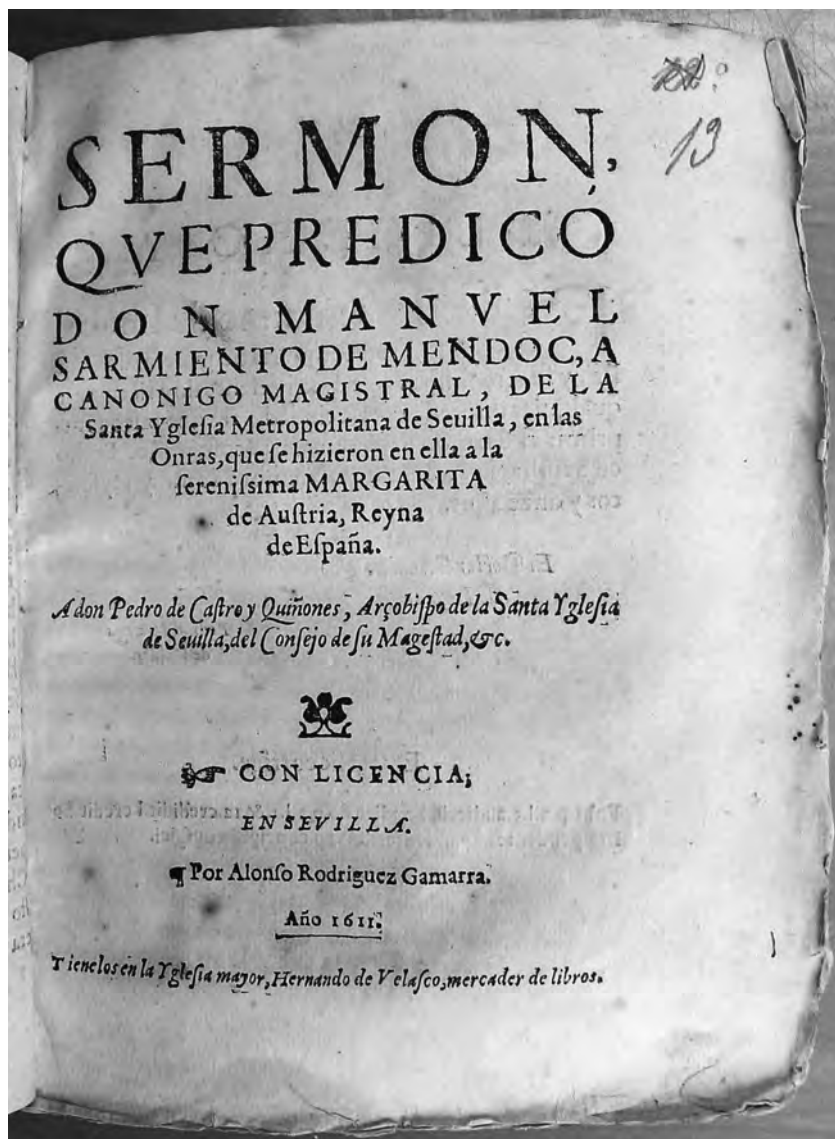 13
SERMON,
QVE PREDICÓ
DON MANVEL
SARMIENTO DE MENDOÇA
CANONIGO MAGISTRAL, DE LA
Santa Ygleſia Metropolitana de Seuilla, en las
Onras, que ſe hizieron en ella a la
ſereniſsima MARGARITA
de Auſtria, Reyna
de Eſpaña.
A don Pedro de Caſtro y Quiñones, Arçobiſpo de la Santa Ygleſia
de Seuilla, del Conſejo de ſu Mageſtad, &c.
☞ CON LICENCIA;
EN SEVILLA.
¶ Por Alonſo Rodriguez Gamarra.
Año 1611.
Tienelos en la Ygleſia mayor, Hernando de Velaſco, mercader de libros.